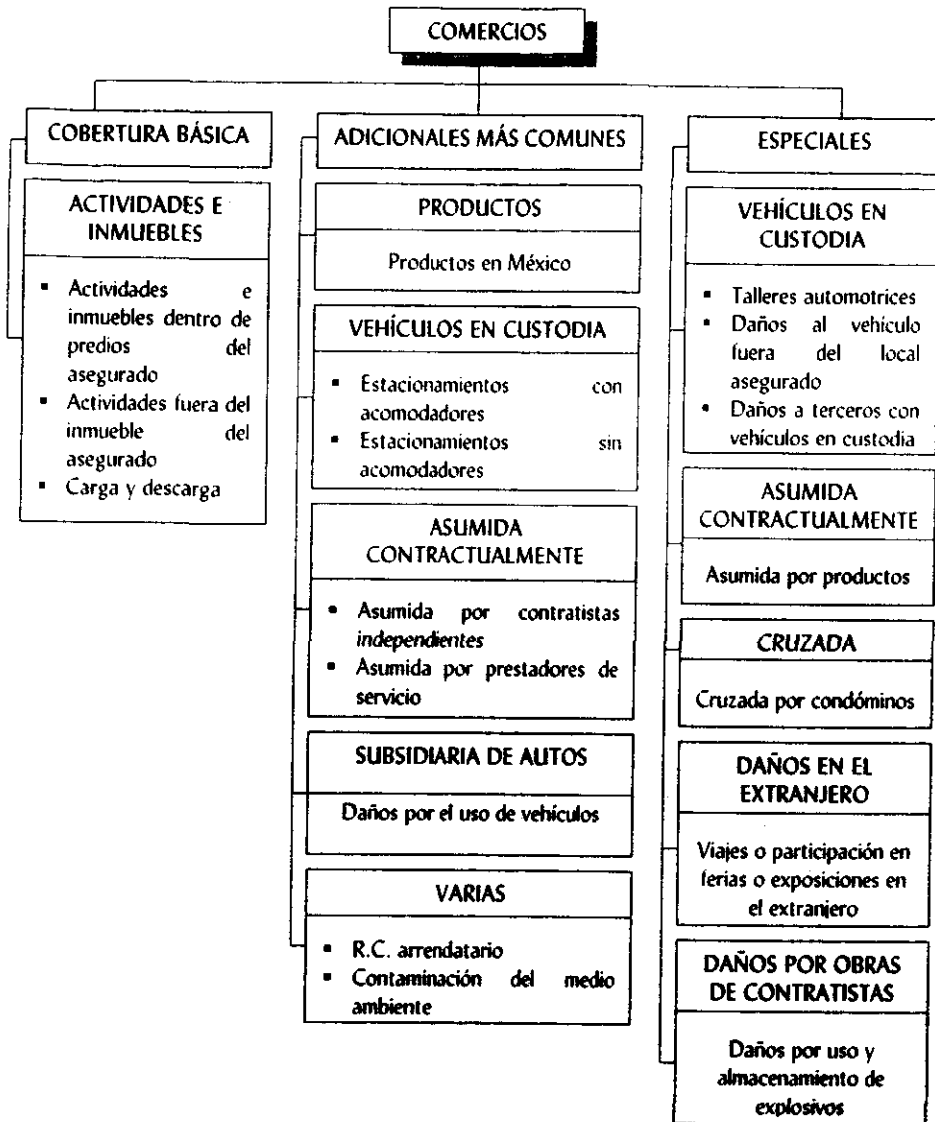 COMERCIOS
COBERTURA BÁSICA
ACTIVIDADES E
INMUEBLES
▪ Actividades e
inmuebles dentro de
predios del
asegurado
▪ Actividades fuera del
inmueble del
asegurado
▪ Carga y descarga
ADICIONALES MÁS COMUNES
PRODUCTOS
Productos en México
VEHÍCULOS EN CUSTODIA
▪ Estacionamientos con
acomodadores
▪ Estacionamientos sin
acomodadores
ASUMIDA
CONTRACTUALMENTE
▪ Asumida por contratistas
independientes
▪ Asumida por prestadores de
servicio
SUBSIDIARIA DE AUTOS
Daños por el uso de vehículos
VARIAS
▪ R.C. arrendatario
▪ Contaminación del medio
ambiente
ESPECIALES
VEHÍCULOS EN
CUSTODIA
▪ Talleres automotrices
▪ Daños al vehículo
fuera del local
asegurado
▪ Daños a terceros con
vehículos en custodia
ASUMIDA
CONTRACTUALMENTE
Asumida por productos
CRUZADA
Cruzada por condóminos
DAÑOS EN EL
EXTRANJERO
Viajes o participación en
ferias o exposiciones en
el extranjero
DAÑOS POR OBRAS
DE CONTRATISTAS
Daños por uso y
almacenamiento de
explosivos